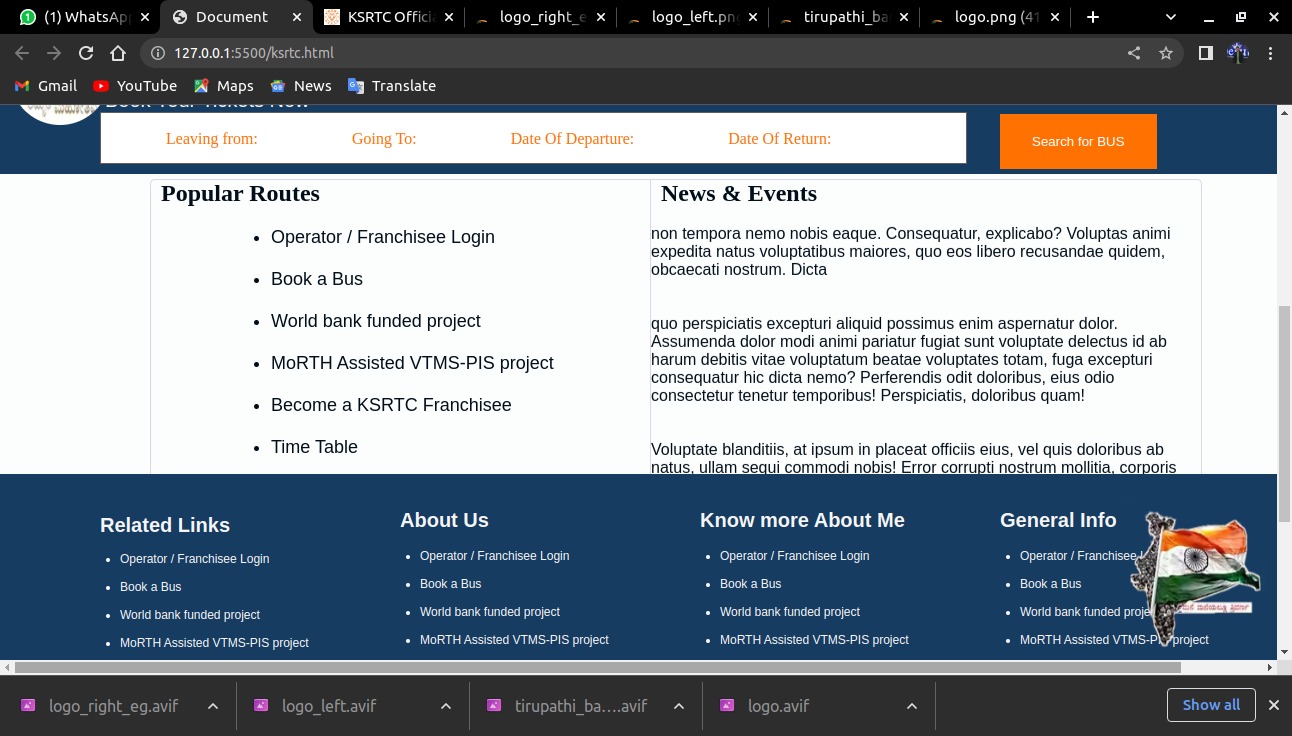 (1) WhatsAp
Document
KSRTC Offici
logo_right_e
logo_left.pn
tirupathi_ba
logo.png (41
127.0.0.1:5500/ksrtc.html
Gmail
YouTube
Maps
News
Translate
Book Your Tickets Now
Leaving from:
Going To:
Date Of Departure:
Date Of Return:
Search for BUS
Popular Routes
Operator / Franchisee Login
Book a Bus
World bank funded project
MoRTH Assisted VTMS-PIS project
Become a KSRTC Franchisee
Time Table
News & Events
non tempora nemo nobis eaque. Consequatur, explicabo? Voluptas animi
expedita natus voluptatibus maiores, quo eos libero recusandae quidem,
obcaecati nostrum. Dicta
quo perspiciatis excepturi aliquid possimus enim aspernatur dolor.
Assumenda dolor modi animi pariatur fugiat sunt voluptate delectus id ab
harum debitis vitae voluptatum beatae voluptates totam, fuga excepturi
consequatur hic dicta nemo? Perferendis odit doloribus, eius odio
consectetur tenetur temporibus! Perspiciatis, doloribus quam!
Voluptate blanditiis, at ipsum in placeat officiis eius, vel quis doloribus ab
natus, ullam sequi commodi nobis! Error corrupti nostrum mollitia, corporis
Related Links
Operator / Franchisee Login
Book a Bus
World bank funded project
MoRTH Assisted VTMS-PIS project
About Us
Operator / Franchisee Login
Book a Bus
World bank funded project
MoRTH Assisted VTMS-PIS project
Know more About Me
Operator / Franchisee Login
Book a Bus
World bank funded project
MoRTH Assisted VTMS-PIS project
General Info
Operator / Franchisee
Book a Bus
World bank funded proje
MoRTH Assisted VTMS-PI project
logo_right_eg.avif
logo_left.avif
tirupathi_ba....avif
logo.avif
Show all